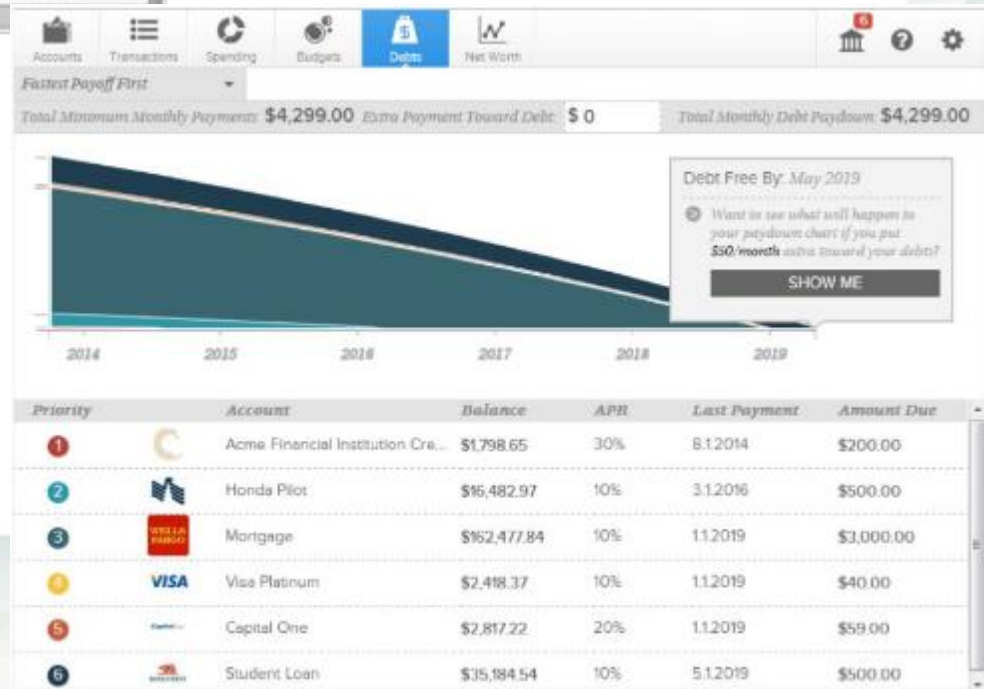 Accounts Transactions Spending Budgets Debts Net Worth 6
Fastest Payoff First
Total Minimum Monthly Payments $4,299.00 Extra Payment Toward Debt $ 0 Total Monthly Debt Paydown $4,299.00
Debt Free By: May 2019
Want to see what will happen to
your paydown chart if you put
$50/month extra toward your debts?
SHOW ME
2014 2015 2016 2017 2018 2019
Priority Account Balance APR Last Payment Amount Due
1 Acme Financial Institution Cre... $1,798.65 30% 8.1.2014 $200.00
2 Honda Pilot $16,482.97 10% 3.1.2016 $500.00
3 WELLS FARGO Mortgage $162,477.84 10% 1.1.2019 $3,000.00
4 VISA Visa Platinum $2,418.37 10% 1.1.2019 $40.00
5 Capital One $2,817.22 20% 1.1.2019 $59.00
6 Student Loan $35,184.54 10% 5.1.2019 $500.00